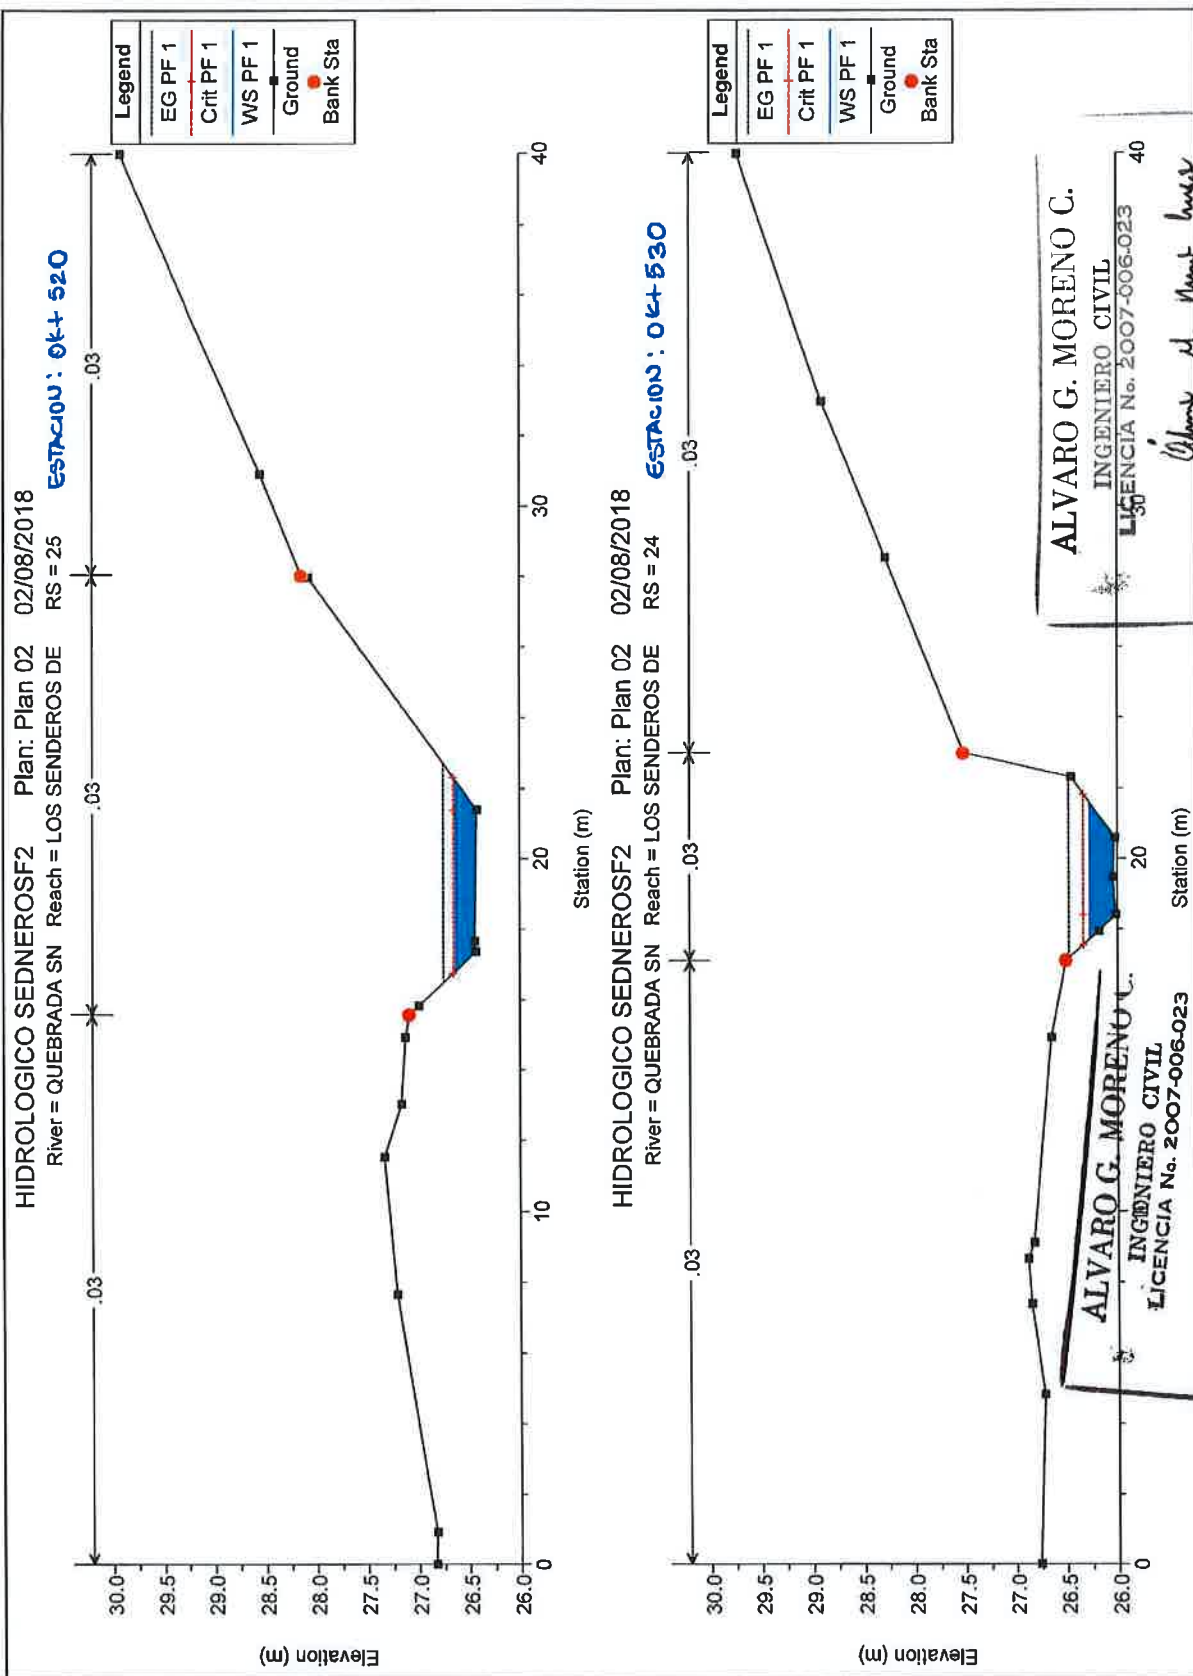 HIDROLOGICO SEDNEROSF2 Plan: Plan 02 02/08/2018
River = QUEBRADA SN Reach = LOS SENDEROS DE RS = 25
ESTACION: 0k+520
.03
.03
.03
Legend
EG PF 1
Crit PF 1
WS PF 1
Ground
Bank Sta
Elevation (m)
30.0
29.5
29.0
28.5
28.0
27.5
27.0
26.5
26.0
0
10
20
30
40
Station (m)
HIDROLOGICO SEDNEROSF2 Plan: Plan 02 02/08/2018
River = QUEBRADA SN Reach = LOS SENDEROS DE RS = 24
ESTACION: 0k+530
.03
.03
.03
Legend
EG PF 1
Crit PF 1
WS PF 1
Ground
Bank Sta
Elevation (m)
30.0
29.5
29.0
28.5
28.0
27.5
27.0
26.5
26.0
0
20
30
40
Station (m)
ALVARO G. MORENO C.
INGENIERO CIVIL
LICENCIA No. 2007-006-023
ALVARO G. MORENO C.
INGENIERO CIVIL
LICENCIA No. 2007-006-023